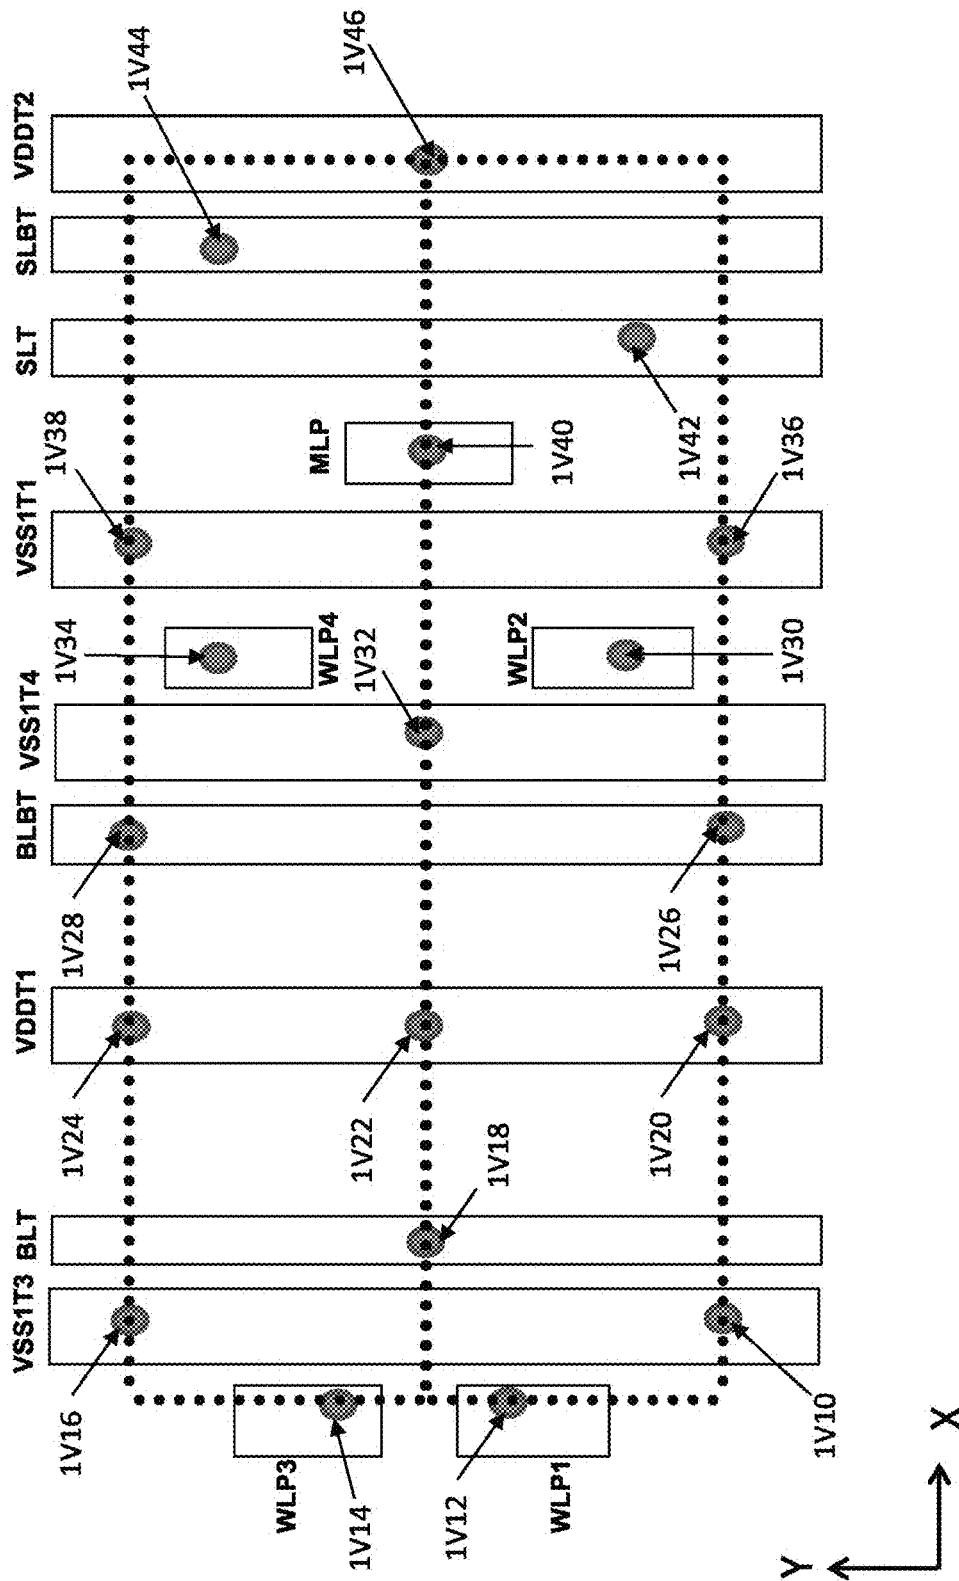 1V44
1V46
VDDT2
SLBT
SLT
1V38
MLP
1V40
1V42
1V36
VSS1T1
1V34
WLP4
1V32
WLP2
1V30
VSS1T4
BLBT
1V28
1V26
VDDT1
1V24
1V22
1V20
1V18
BLT
VSS1T3
1V16
WLP3
1V14
1V12
WLP1
1V10
Y
X